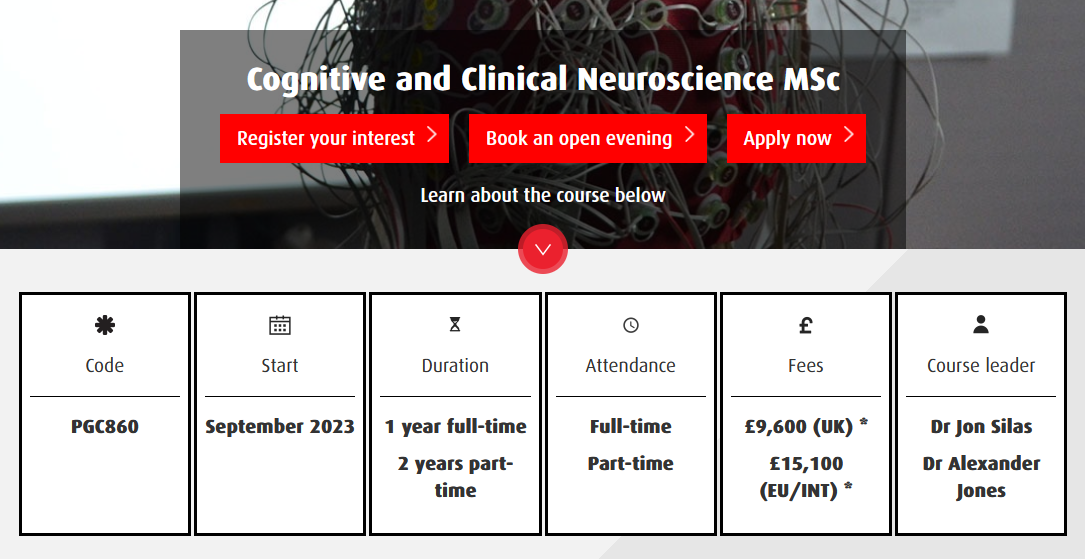 Cognitive and Clinical Neuroscience MSc
Register your interest
Book an open evening
Apply now
Learn about the course below
Code
PGC860
Start
September 2023
Duration
1 year full-time
2 years part-
time
Attendance
Full-time
Part-time
Fees
£9,600 (UK) *
£15,100
(EU/INT) *
Course leader
Dr Jon Silas
Dr Alexander
Jones